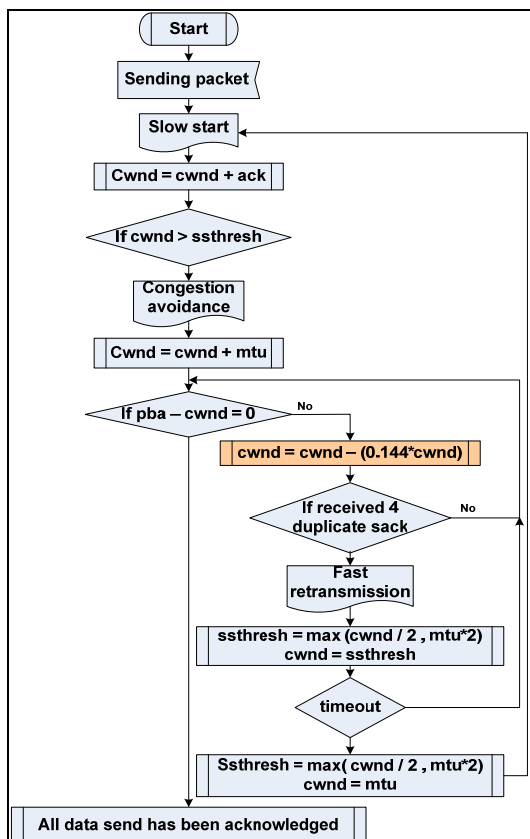 Start
Sending packet
Slow start
Cwnd = cwnd + ack
If cwnd > ssthresh
Congestion
avoidance
Cwnd = cwnd + mtu
If pba – cwnd = 0
No
cwnd = cwnd – (0.144*cwnd)
If received 4
duplicate sack
No
Fast
retransmission
ssthresh = max (cwnd / 2 , mtu*2)
cwnd = ssthresh
timeout
Ssthresh = max( cwnd / 2 , mtu*2)
cwnd = mtu
All data send has been acknowledged